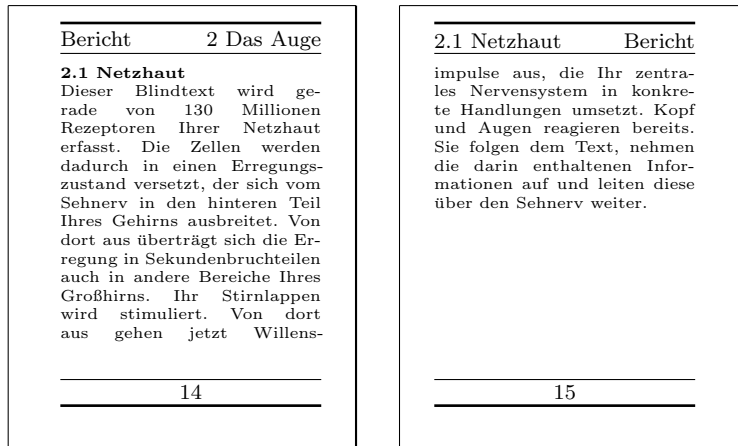 Bericht 2 Das Auge
2.1 Netzhaut
Dieser Blindtext wird ge-
rade von 130 Millionen
Rezeptoren Ihrer Netzhaut
erfasst. Die Zellen werden
dadurch in einen Erregungs-
zustand versetzt, der sich vom
Sehnerv in den hinteren Teil
Ihres Gehirns ausbreitet. Von
dort aus überträgt sich die Er-
regung in Sekundenbruchteilen
auch in andere Bereiche Ihres
Großhirns. Ihr Stirnlappen
wird stimuliert. Von dort
aus gehen jetzt Willens-
14
2.1 Netzhaut Bericht
impulse aus, die Ihr zentra-
les Nervensystem in konkre-
te Handlungen umsetzt. Kopf
und Augen reagieren bereits.
Sie folgen dem Text, nehmen
die darin enthaltenen Infor-
mationen auf und leiten diese
über den Sehnerv weiter.
15